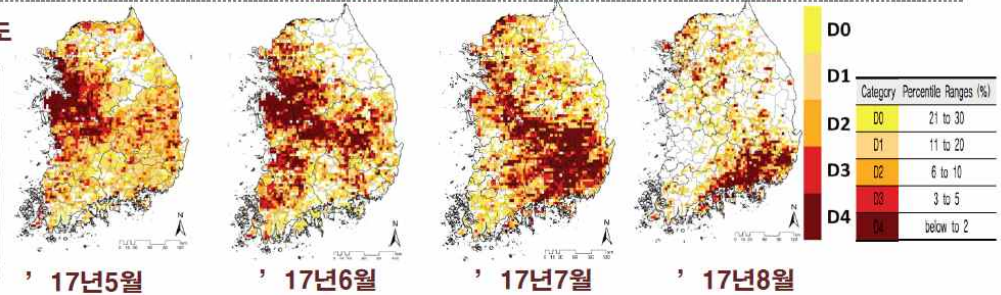 도
D0
D1
D2
D3
D4
Category Percentile Ranges (%)
D0 21 to 30
D1 11 to 20
D2 6 to 10
D3 3 to 5
D4 below to 2
N
N
N
N
’ 17년5월
’ 17년6월
’ 17년7월
’ 17년8월